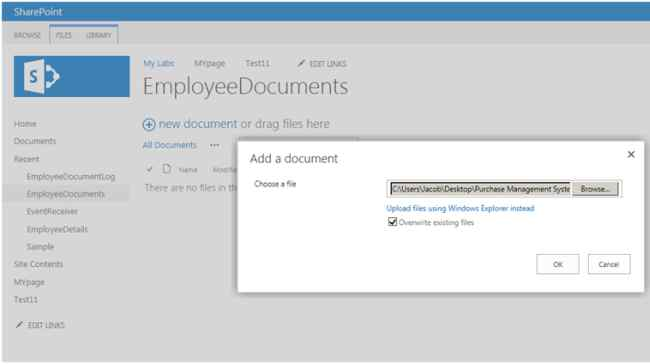 SharePoint
BROWSE FILES LIBRARY
My Labs MYpage Test11 EDIT LINKS
EmployeeDocuments
new document or drag files here
All Documents ...
Name Modifie
There are no files in the
Home
Documents
Recent
EmployeeDocumentLog
EmployeeDocuments
EventReceiver
EmployeeDetails
Sample
Site Contents
MYpage
Test11
EDIT LINKS
Add a document
Choose a file
C:\Users\Jacob\Desktop\Purchase Management Syste Browse...
Upload files using Windows Explorer instead
Overwrite existing files
OK Cancel